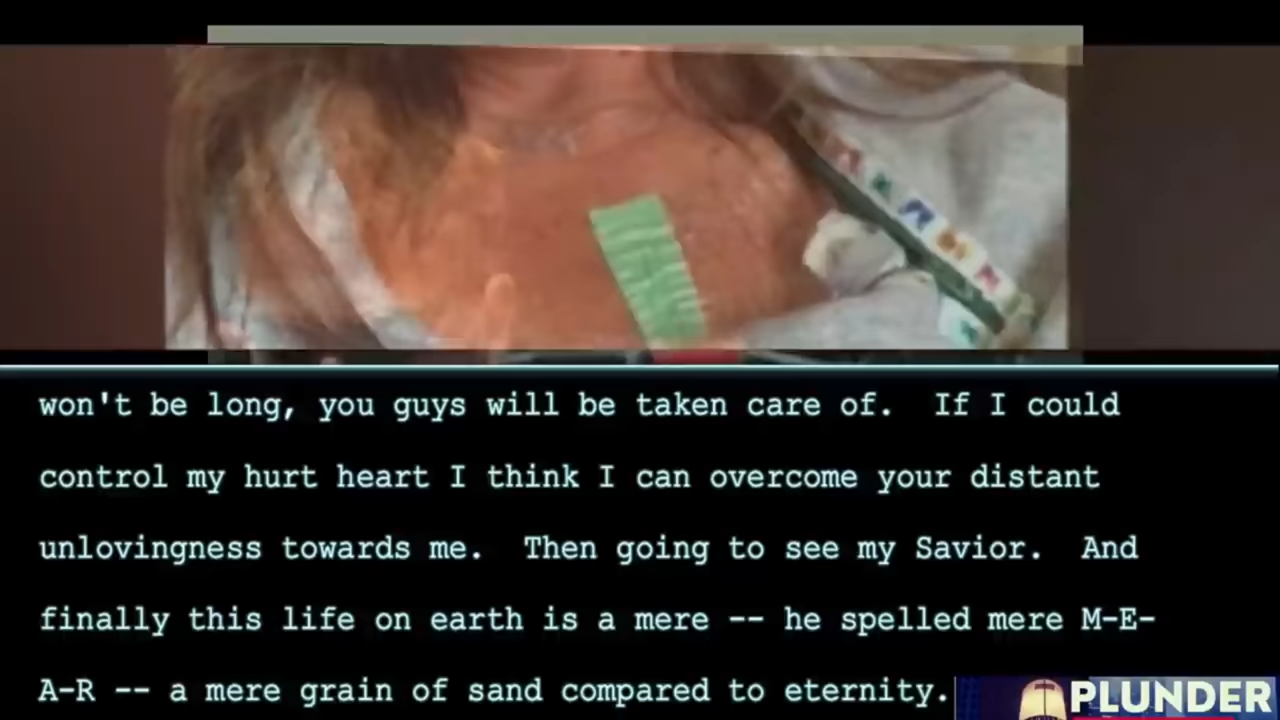 won't be long, you guys will be taken care of.  If I could
control my hurt heart I think I can overcome your distant
unlovingness towards me.  Then going to see my Savior.  And
finally this life on earth is a mere -- he spelled mere M-E-
A-R -- a mere grain of sand compared to eternity.
PLUNDER